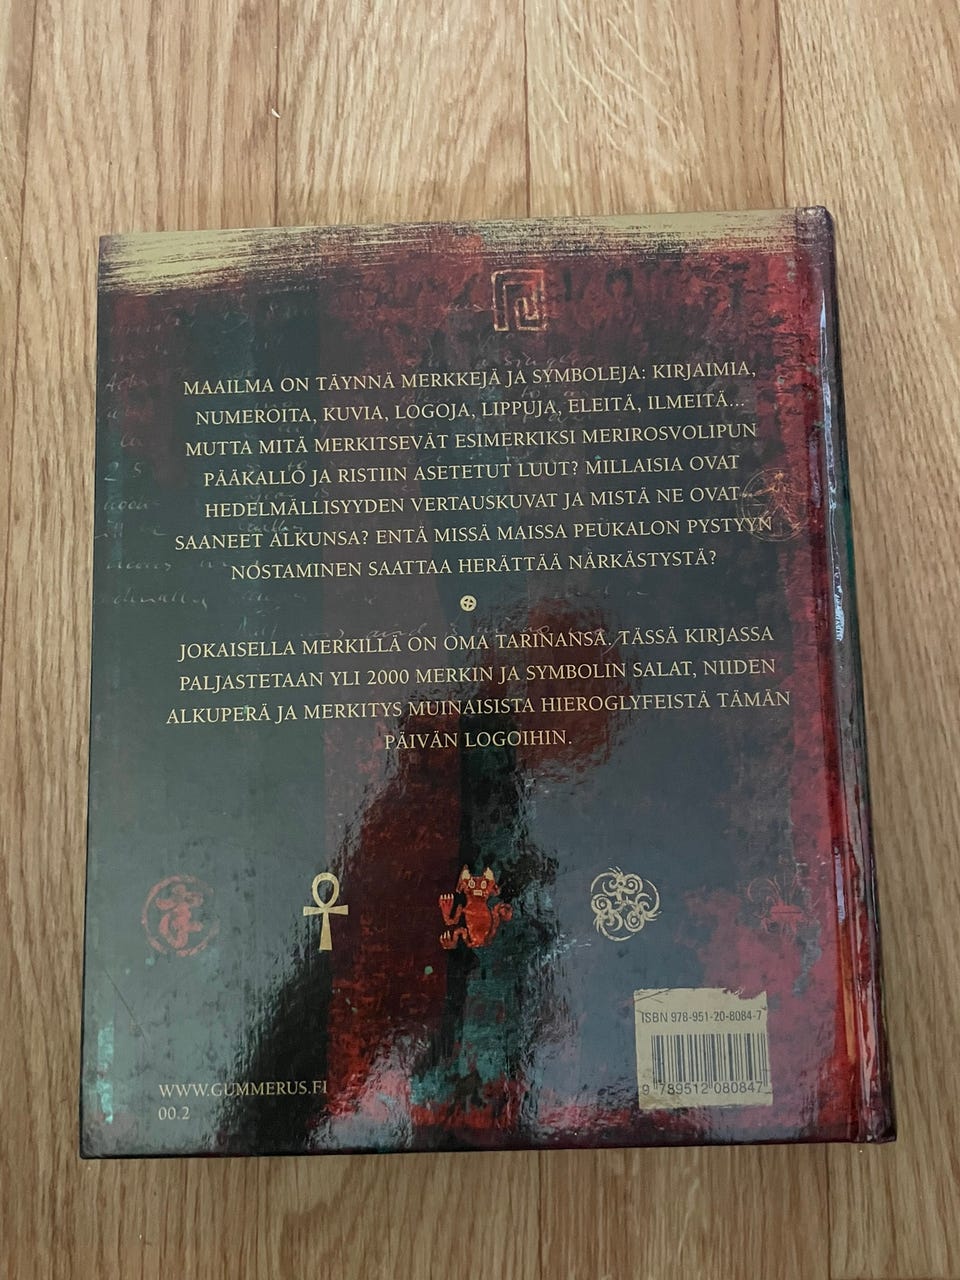 MAAILMA ON TÄYNNÄ MERKKEJÄ JA SYMBOLEJA: KIRJAIMIA,
NUMEROITA, KUVIA, LOGOJA, LIPPUJA, ELEITÄ, ILMEITÄ...
MUTTA MITÄ MERKITSEVÄT ESIMERKIKSI MERIROSVOLIPUN
PÄÄKALLO JA RISTIIN ASETETUT LUUT? MILLAISIA OVAT
HEDELMÄLLISYYDEN VERTAUSKUVAT JA MISTÄ NE OVAT
SAANEET ALKUNSA? ENTÄ MISSÄ MAISSA PEUKALON PYSTYYN
NOSTAMINEN SAATTAA HERÄTTÄÄ NÄRKÄSTYSTÄ?
JOKAISELLA MERKILLÄ ON OMA TARINANSA. TÄSSÄ KIRJASSA
PALJASTETAAN YLI 2000 MERKIN JA SYMBOLIN SALAT, NIIDEN
ALKUPERÄ JA MERKITYS MUINAISISTA HIEROGLYFEISTÄ TÄMÄN
PÄIVÄN LOGOIHIN.
ISBN 978-951-20-8084-7
9 789512 080847
WWW.GUMMERUS.FI
00.2